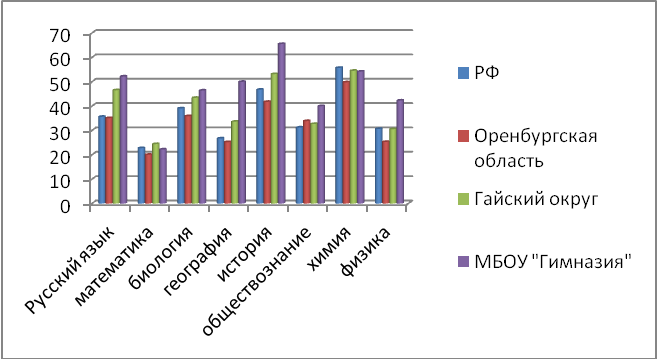 70
60
50
40
30
20
10
0
Русский язык
математика
биология
география
история
обществознание
химия
физика
РФ
Оренбургская
область
Гайский округ
МБОУ "Гимназия"